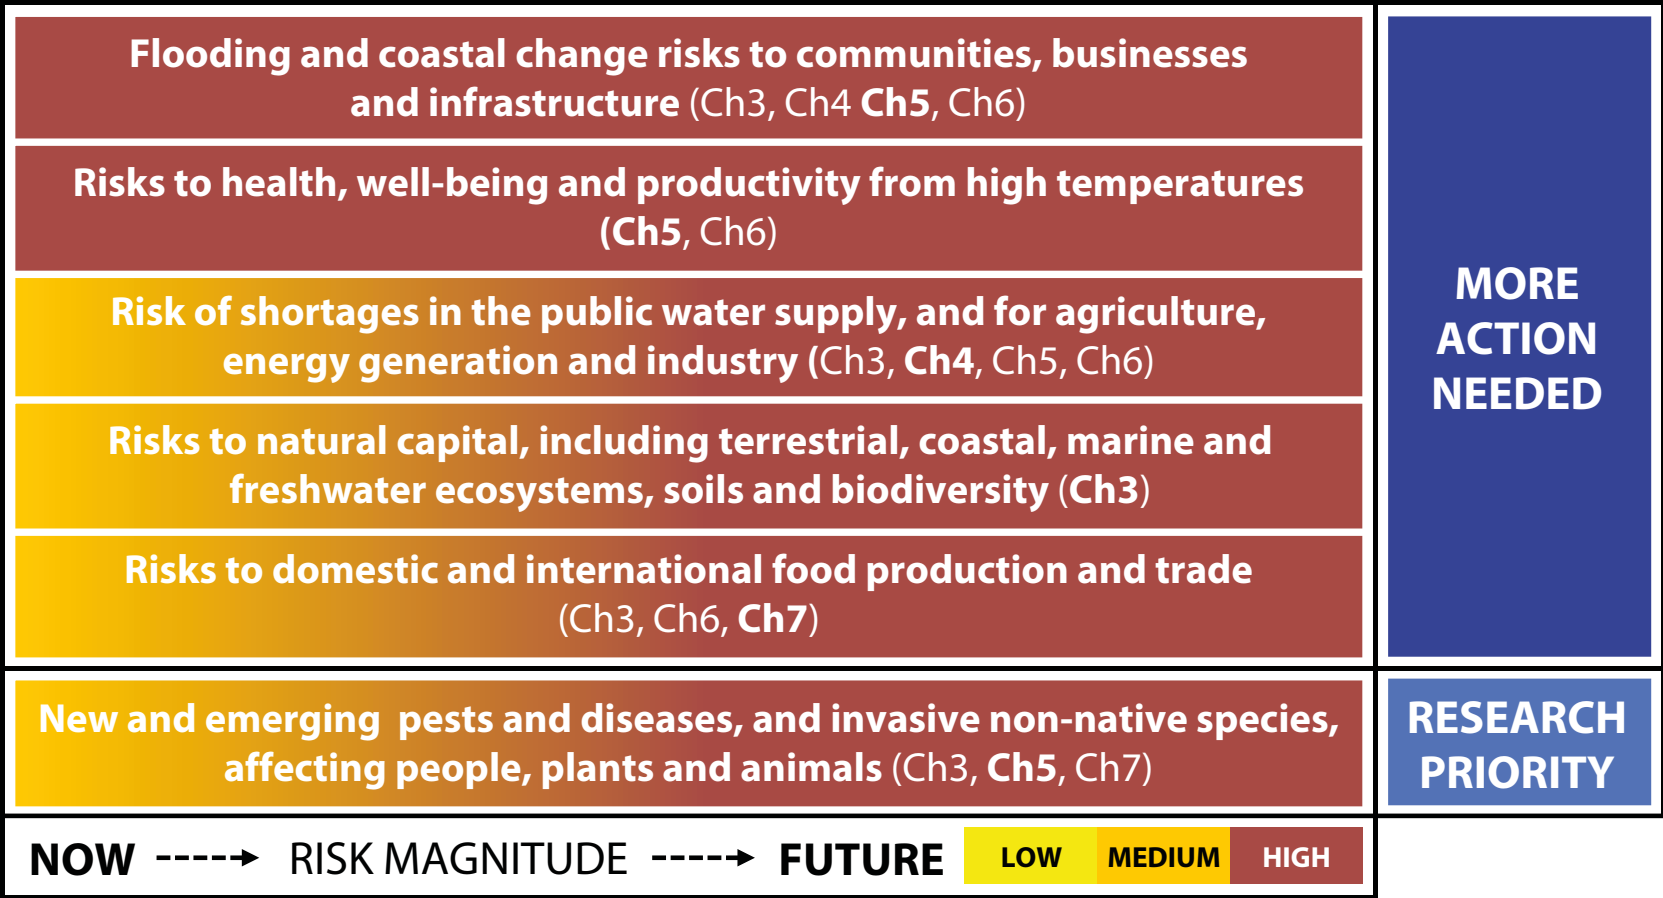 Flooding and coastal change risks to communities, businesses
and infrastructure (Ch3, Ch4 Ch5, Ch6)
Risks to health, well-being and productivity from high temperatures
(Ch5, Ch6)
Risk of shortages in the public water supply, and for agriculture,
energy generation and industry (Ch3, Ch4, Ch5, Ch6)
Risks to natural capital, including terrestrial, coastal, marine and
freshwater ecosystems, soils and biodiversity (Ch3)
Risks to domestic and international food production and trade
(Ch3, Ch6, Ch7)
MORE
ACTION
NEEDED
New and emerging pests and diseases, and invasive non-native species,
affecting people, plants and animals (Ch3, Ch5, Ch7)
RESEARCH
PRIORITY
NOW RISK MAGNITUDE FUTURE LOW MEDIUM HIGH